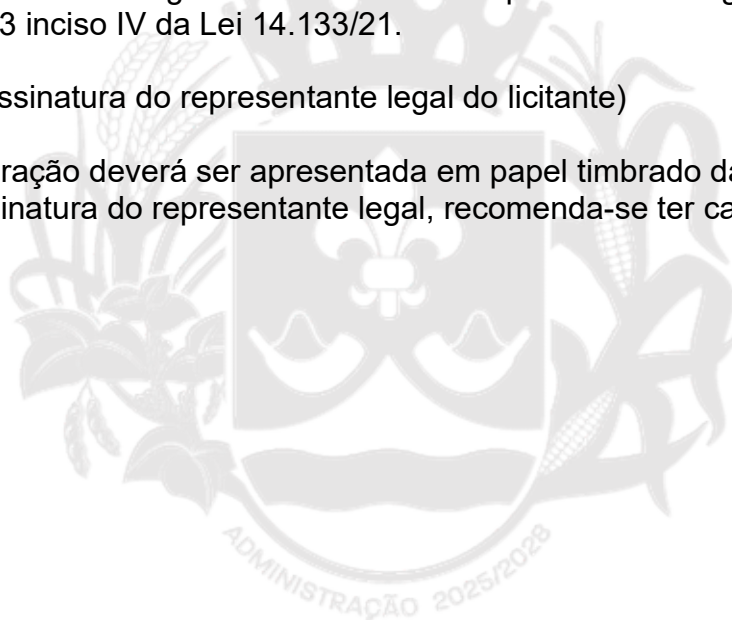 3 inciso IV da Lei 14.133/21.
ssinatura do representante legal do licitante)
ração deverá ser apresentada em papel timbrado da
inatura do representante legal, recomenda-se ter ca
ADMINISTRAÇÃO 2025/2028